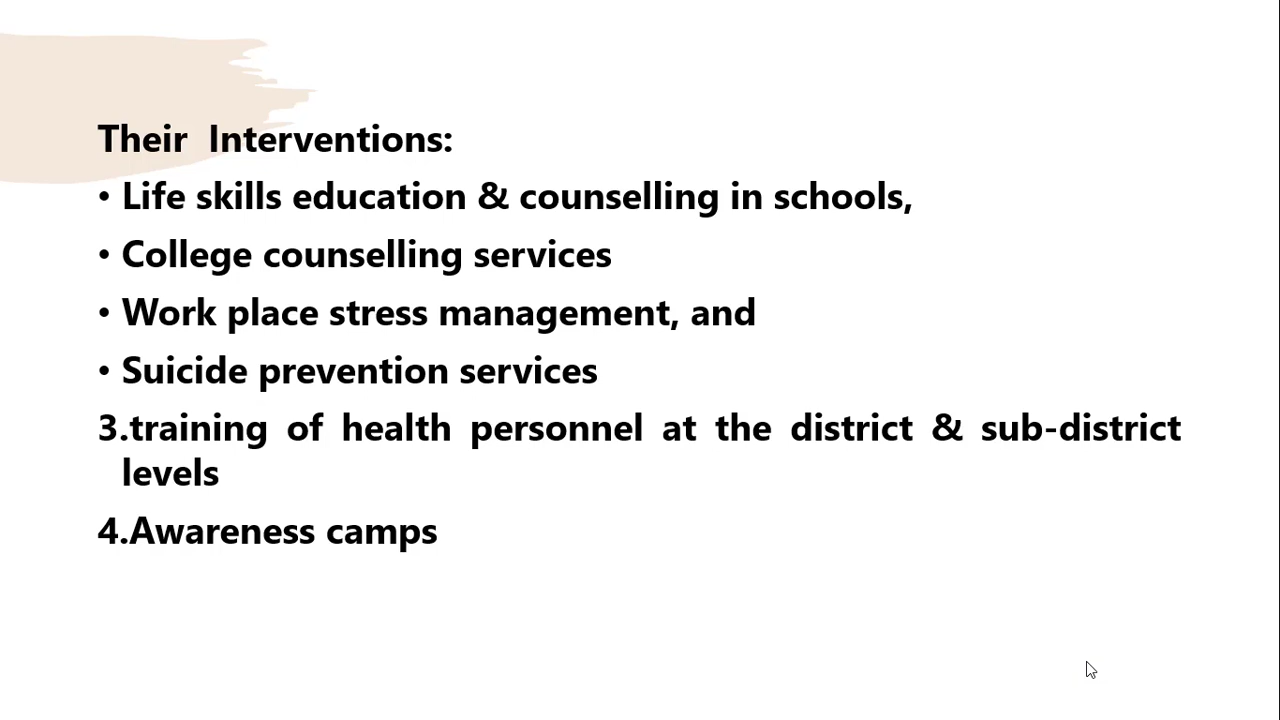 Their Interventions:
• Life skills education & counselling in schools,
• College counselling services
• Work place stress management, and
• Suicide prevention services
3.training of health personnel at the district & sub-district
levels
4.Awareness camps